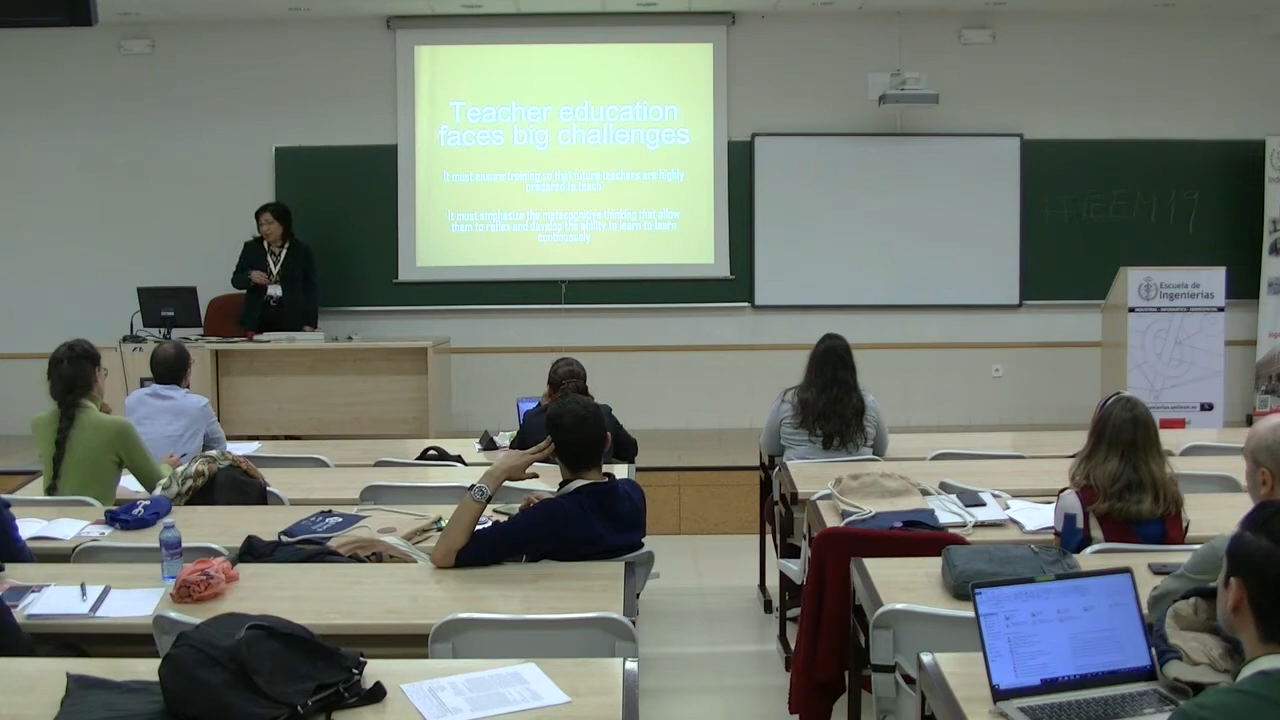 Teacher education
faces big challenges
It must ensure training so that future teachers are highly
prepared to teach
It must emphasize the metacognitive thinking that allow
them to reflex and develop the ability to learn to learn
continuously
TEEM19
Escuela de
Ingenierías